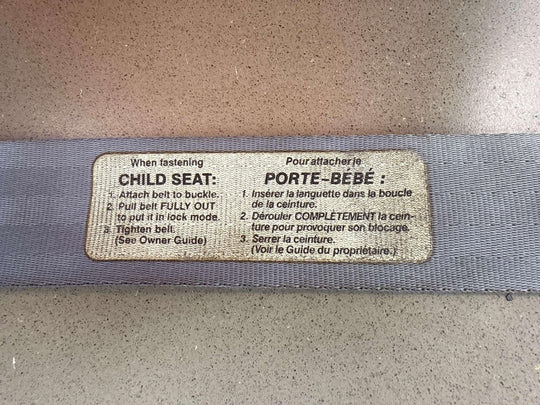 When fastening
CHILD SEAT:
1. Attach belt to buckle.
2. Pull belt FULLY OUT
to put it in lock mode.
3. Tighten belt.
(See Owner Guide)
Pour attacher le
PORTE-BÉBÉ :
1. Insérer la languette dans la boucle
de la ceinture.
2. Dérouler COMPLÈTEMENT la cein-
ture pour provoquer son blocage.
3. Serrer la ceinture.
(Voir le Guide du propriétaire.)